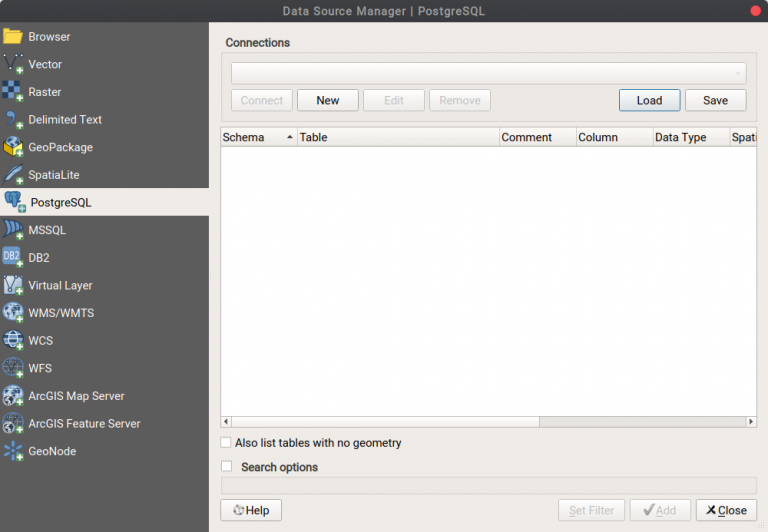 Data Source Manager | PostgreSQL
Browser
Vector
Raster
Delimited Text
GeoPackage
SpatiaLite
PostgreSQL
MSSQL
DB2
DB2
Virtual Layer
WMS/WMTS
WCS
WFS
ArcGIS Map Server
ArcGIS Feature Server
GeoNode
Connections
Connect New Edit Remove Load Save
Schema Table Comment Column Data Type Spati
Also list tables with no geometry
Search options
Help Set Filter Add Close